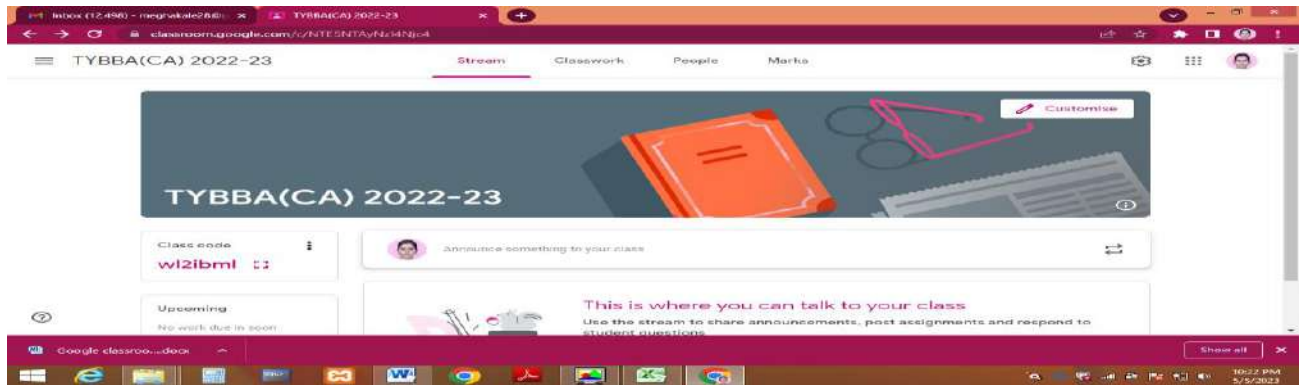 Inbox (12,498) - meghakale28@
TYBBA(CA) 2022-23
classroom.google.com/c/NTE5NTAyNzI4Njc4
TYBBA(CA) 2022-23
Stream
Classwork
People
Marks
Customise
TYBBA(CA) 2022-23
Class code
wl2ibml
Announce something to your class
Upcoming
No work due in soon
This is where you can talk to your class
Use the stream to share announcements, post assignments and respond to
student questions
Google classroo....docx
Show all
10:22 PM
5/5/2023